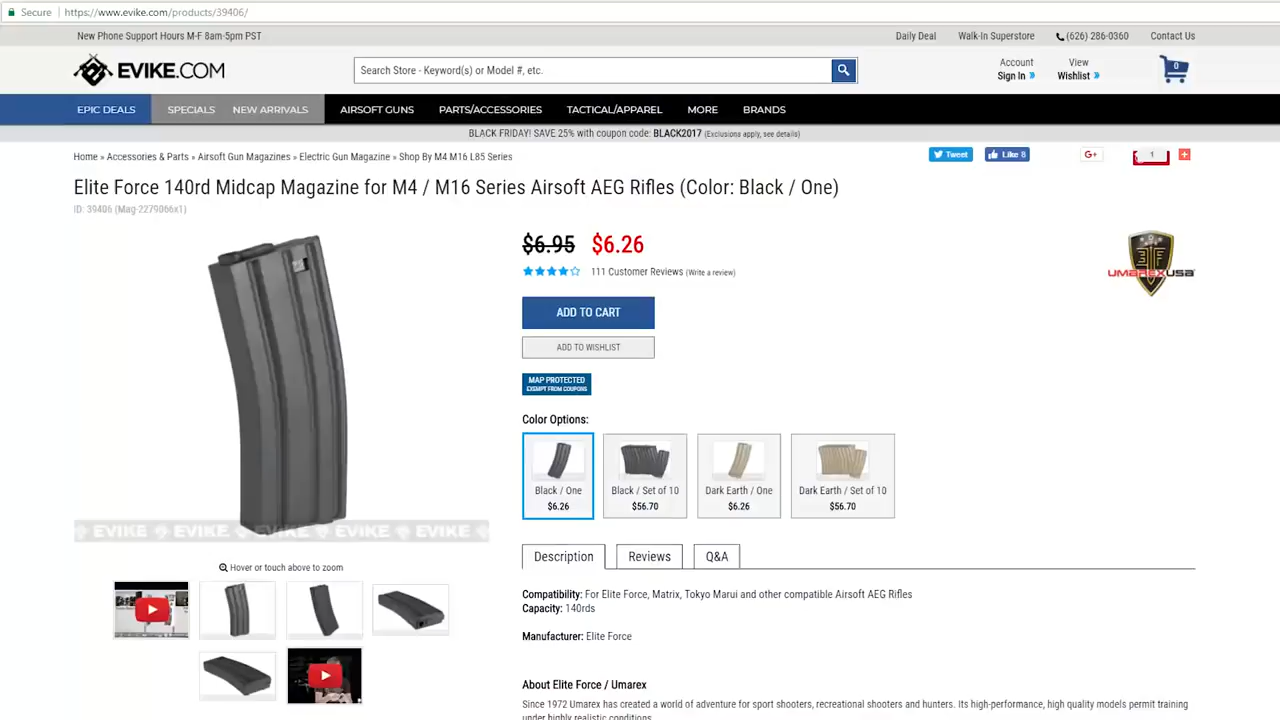 Secure https://www.evike.com/products/39406/
New Phone Support Hours M-F 8am-5pm PST
Daily Deal Walk-In Superstore (626) 286-0360 Contact Us
EVIKE.COM
Search Store - Keyword(s) or Model #, etc.
Account
Sign In »
View
Wishlist »
0
EPIC DEALS SPECIALS NEW ARRIVALS AIRSOFT GUNS PARTS/ACCESSORIES TACTICAL/APPAREL MORE BRANDS
BLACK FRIDAY! SAVE 25% with coupon code: BLACK2017 (Exclusions apply, see details)
Home » Accessories & Parts » Airsoft Gun Magazines » Electric Gun Magazine » Shop By M4 M16 L85 Series
Tweet Like 8 G+ 1
Elite Force 140rd Midcap Magazine for M4 / M16 Series Airsoft AEG Rifles (Color: Black / One)
ID: 39406 (Mag-2279066x1)
$6.95 $6.26
111 Customer Reviews (Write a review)
UMAREX USA
ADD TO CART
ADD TO WISHLIST
MAP PROTECTED
EXEMPT FROM COUPONS
Color Options:
Black / One
$6.26
Black / Set of 10
$56.70
Dark Earth / One
$6.26
Dark Earth / Set of 10
$56.70
EVIKE EVIKE EVIKE EVIKE EVIKE
Hover or touch above to zoom
Description Reviews Q&A
Compatibility: For Elite Force, Matrix, Tokyo Marui and other compatible Airsoft AEG Rifles
Capacity: 140rds
Manufacturer: Elite Force
About Elite Force / Umarex
Since 1972 Umarex has created a world of adventure for sport shooters, recreational shooters and hunters. Its high-performance, high quality models permit training
under highly realistic conditions.